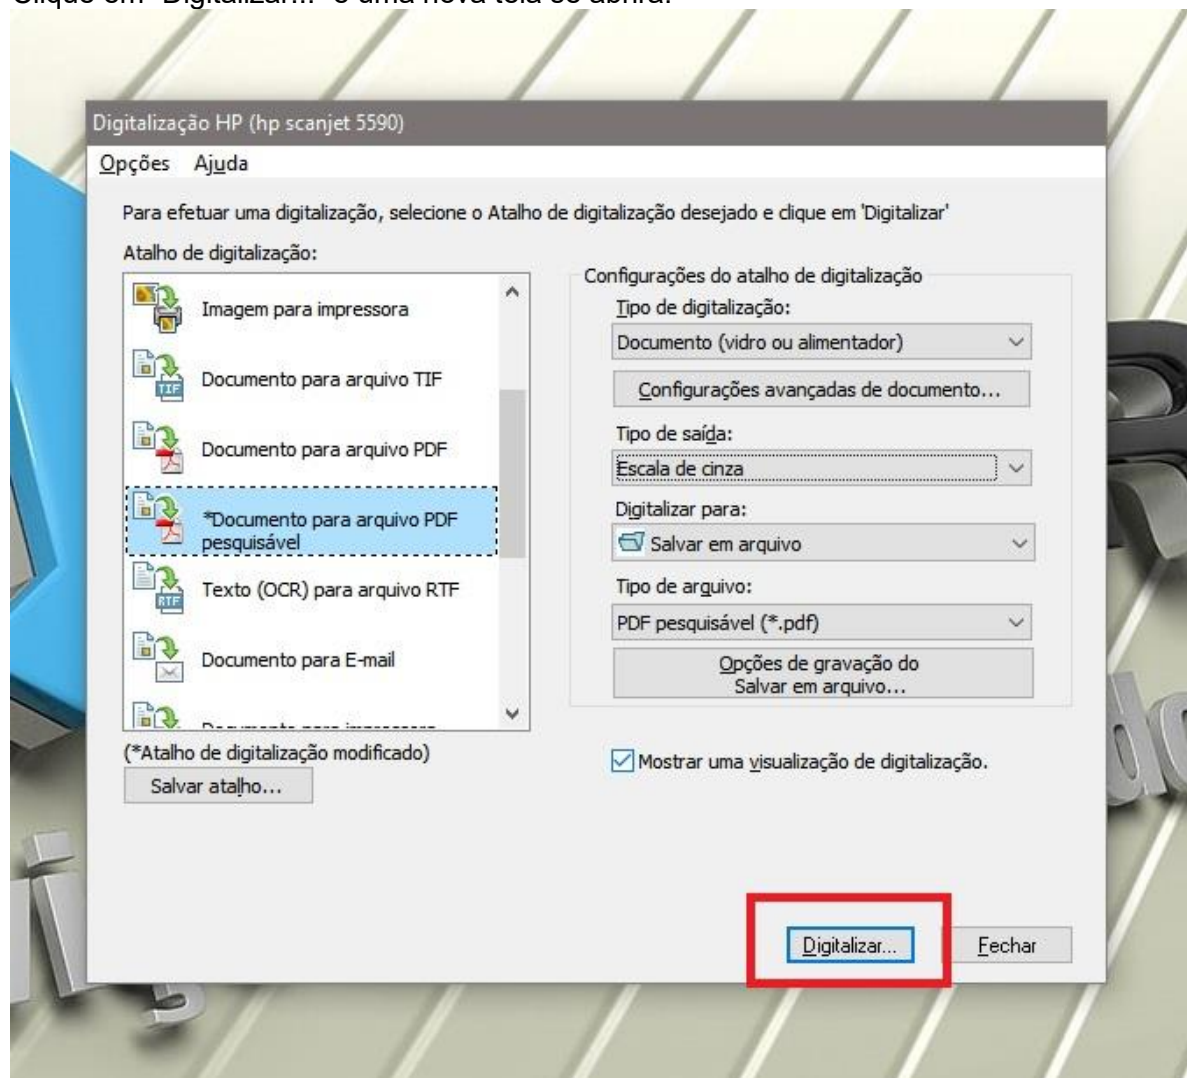 Digitalização HP (hp scanjet 5590)
Opções Ajuda
Para efetuar uma digitalização, selecione o Atalho de digitalização desejado e clique em 'Digitalizar'
Atalho de digitalização:
Imagem para impressora
Documento para arquivo TIF
Documento para arquivo PDF
*Documento para arquivo PDF
pesquisável
Texto (OCR) para arquivo RTF
Documento para E-mail
(*Atalho de digitalização modificado)
Salvar atalho...
Configurações do atalho de digitalização
Tipo de digitalização:
Documento (vidro ou alimentador)
Configurações avançadas de documento...
Tipo de saída:
Escala de cinza
Digitalizar para:
Salvar em arquivo
Tipo de arquivo:
PDF pesquisável (*.pdf)
Opções de gravação do
Salvar em arquivo...
Mostrar uma visualização de digitalização.
Digitalizar...
Fechar